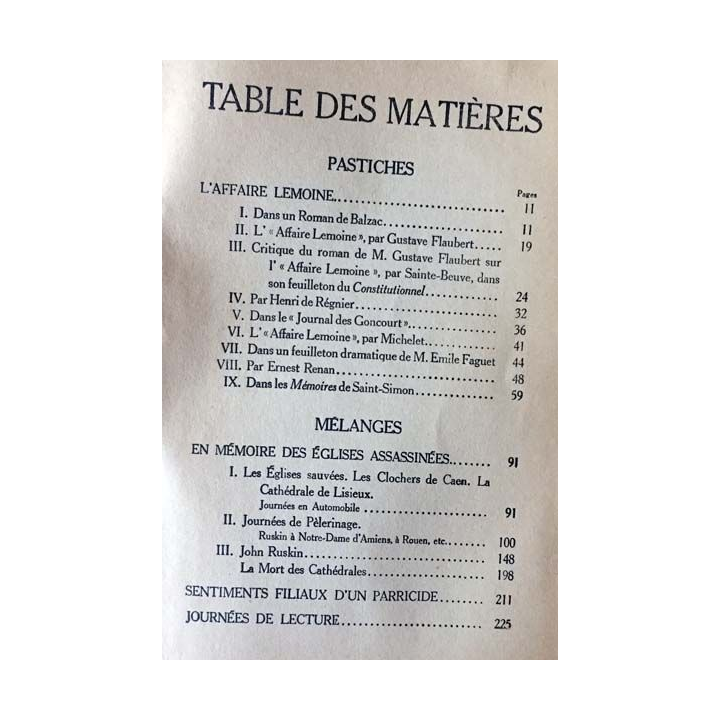 TABLE DES MATIÈRES
PASTICHES
Pages
L'AFFAIRE LEMOINE.............................. 11
I. Dans un Roman de Balzac..................... 11
II. L' « Affaire Lemoine », par Gustave Flaubert..... 19
III. Critique du roman de M. Gustave Flaubert sur
l' « Affaire Lemoine », par Sainte-Beuve, dans
son feuilleton du Constitutionnel............. 24
IV. Par Henri de Régnier........................ 32
V. Dans le « Journal des Goncourt »............... 36
VI. L' « Affaire Lemoine », par Michelet............. 41
VII. Dans un feuilleton dramatique de M. Emile Faguet 44
VIII. Par Ernest Renan........................... 48
IX. Dans les Mémoires de Saint-Simon.............. 59
MÉLANGES
EN MÉMOIRE DES ÉGLISES ASSASSINÉES........ 91
I. Les Églises sauvées. Les Clochers de Caen. La
Cathédrale de Lisieux.
Journées en Automobile ..................... 91
II. Journées de Pèlerinage.
Ruskin à Notre-Dame d'Amiens, à Rouen, etc...... 100
III. John Ruskin............................... 148
La Mort des Cathédrales.................... 198
SENTIMENTS FILIAUX D'UN PARRICIDE........ 211
JOURNÉES DE LECTURE......................... 225